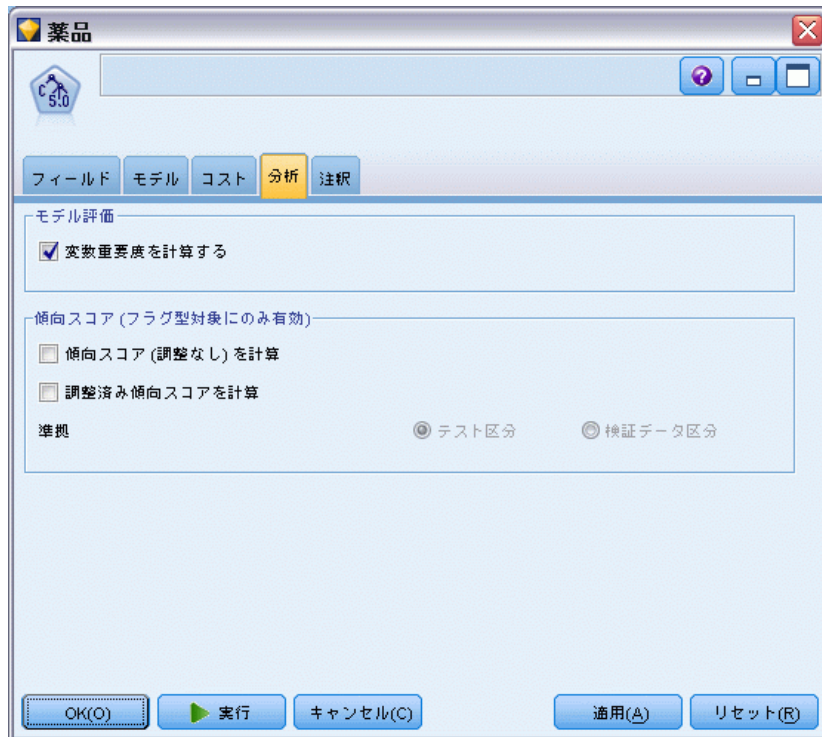 薬品
C5.0
フィールド モデル コスト 分析 注釈
モデル評価
変数重要度を計算する
傾向スコア (フラグ型対象にのみ有効)
傾向スコア (調整なし) を計算
調整済み傾向スコアを計算
準拠 テスト区分 検証データ区分
OK(O) 実行 キャンセル(C) 適用(A) リセット(R)